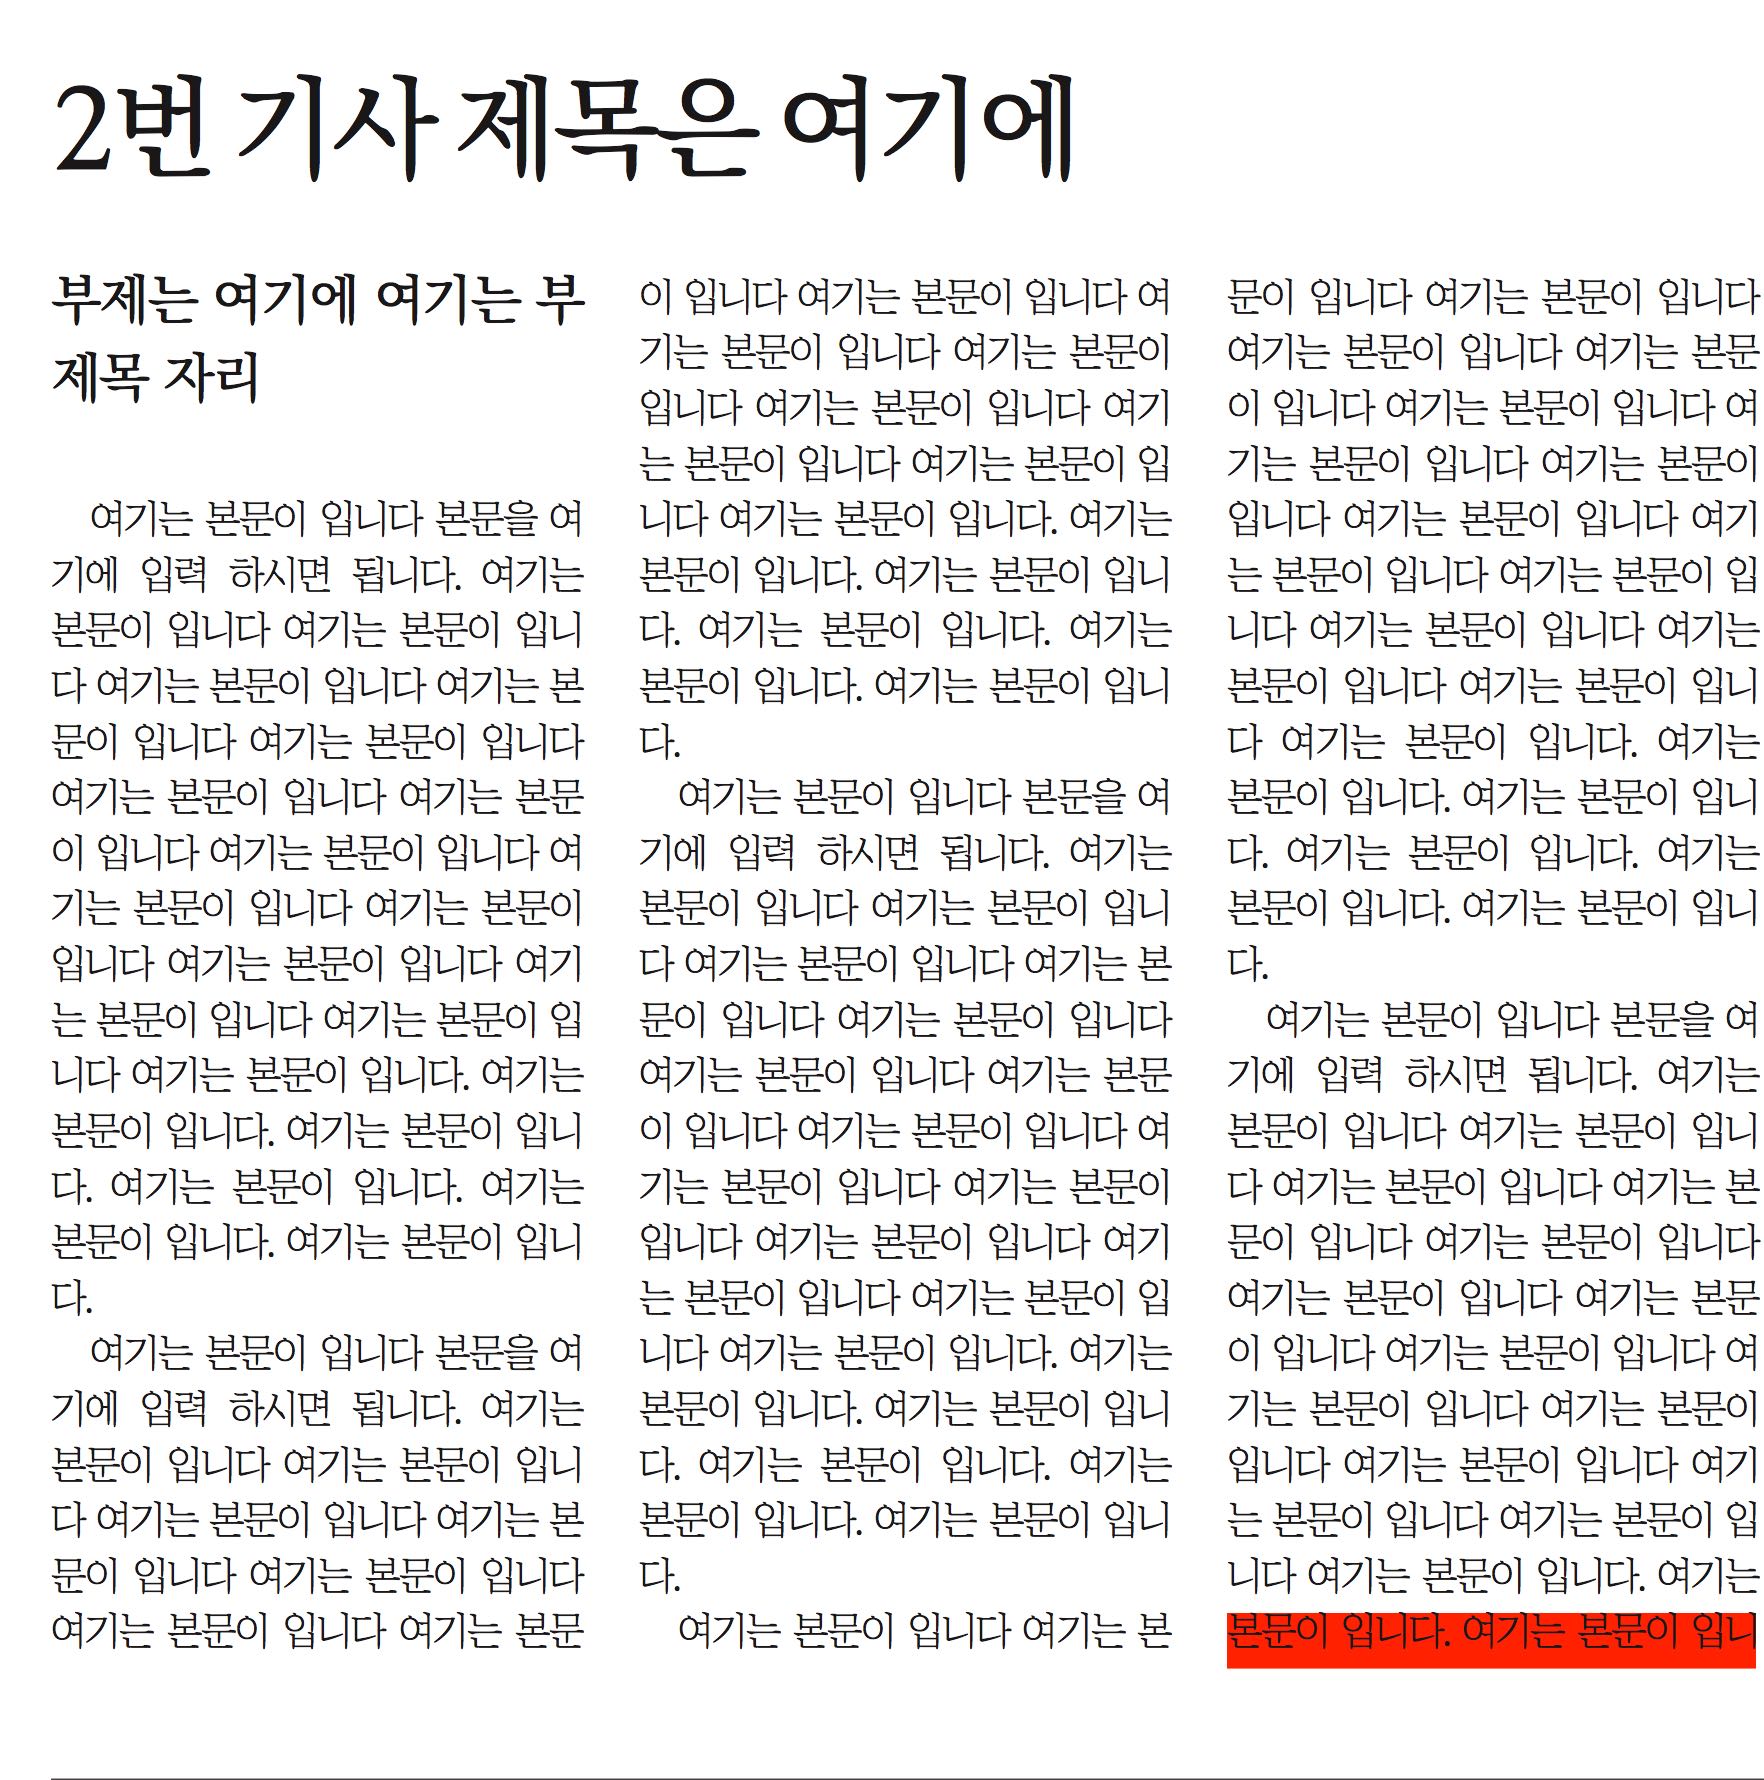 2번 기사 제목은 여기에
부제는 여기에 여기는 부
제목 자리
여기는 본문이 입니다 본문을 여
기에 입력 하시면 됩니다. 여기는
본문이 입니다 여기는 본문이 입니
다 여기는 본문이 입니다 여기는 본
문이 입니다 여기는 본문이 입니다
여기는 본문이 입니다 여기는 본문
이 입니다 여기는 본문이 입니다 여
기는 본문이 입니다 여기는 본문이
입니다 여기는 본문이 입니다 여기
는 본문이 입니다 여기는 본문이 입
니다 여기는 본문이 입니다. 여기는
본문이 입니다. 여기는 본문이 입니
다. 여기는 본문이 입니다. 여기는
본문이 입니다. 여기는 본문이 입니
다.
여기는 본문이 입니다 본문을 여
기에 입력 하시면 됩니다. 여기는
본문이 입니다 여기는 본문이 입니
다 여기는 본문이 입니다 여기는 본
문이 입니다 여기는 본문이 입니다
여기는 본문이 입니다 여기는 본문
이 입니다 여기는 본문이 입니다 여
기는 본문이 입니다 여기는 본문이
입니다 여기는 본문이 입니다 여기
는 본문이 입니다 여기는 본문이 입
니다 여기는 본문이 입니다. 여기는
본문이 입니다. 여기는 본문이 입니
다. 여기는 본문이 입니다. 여기는
본문이 입니다. 여기는 본문이 입니
다.
여기는 본문이 입니다 본문을 여
기에 입력 하시면 됩니다. 여기는
본문이 입니다 여기는 본문이 입니
다 여기는 본문이 입니다 여기는 본
문이 입니다 여기는 본문이 입니다
여기는 본문이 입니다 여기는 본문
이 입니다 여기는 본문이 입니다 여
기는 본문이 입니다 여기는 본문이
입니다 여기는 본문이 입니다 여기
는 본문이 입니다 여기는 본문이 입
니다 여기는 본문이 입니다. 여기는
본문이 입니다. 여기는 본문이 입니
다. 여기는 본문이 입니다. 여기는
본문이 입니다. 여기는 본문이 입니
다.
여기는 본문이 입니다 여기는 본
문이 입니다 여기는 본문이 입니다
여기는 본문이 입니다 여기는 본문
이 입니다 여기는 본문이 입니다 여
기는 본문이 입니다 여기는 본문이
입니다 여기는 본문이 입니다 여기
는 본문이 입니다 여기는 본문이 입
니다 여기는 본문이 입니다 여기는
본문이 입니다 여기는 본문이 입니
다 여기는 본문이 입니다. 여기는
본문이 입니다. 여기는 본문이 입니
다. 여기는 본문이 입니다. 여기는
본문이 입니다. 여기는 본문이 입니
다.
여기는 본문이 입니다 본문을 여
기에 입력 하시면 됩니다. 여기는
본문이 입니다 여기는 본문이 입니
다 여기는 본문이 입니다 여기는 본
문이 입니다 여기는 본문이 입니다
여기는 본문이 입니다 여기는 본문
이 입니다 여기는 본문이 입니다 여
기는 본문이 입니다 여기는 본문이
입니다 여기는 본문이 입니다 여기
는 본문이 입니다 여기는 본문이 입
니다 여기는 본문이 입니다. 여기는
본문이 입니다. 여기는 본문이 입니